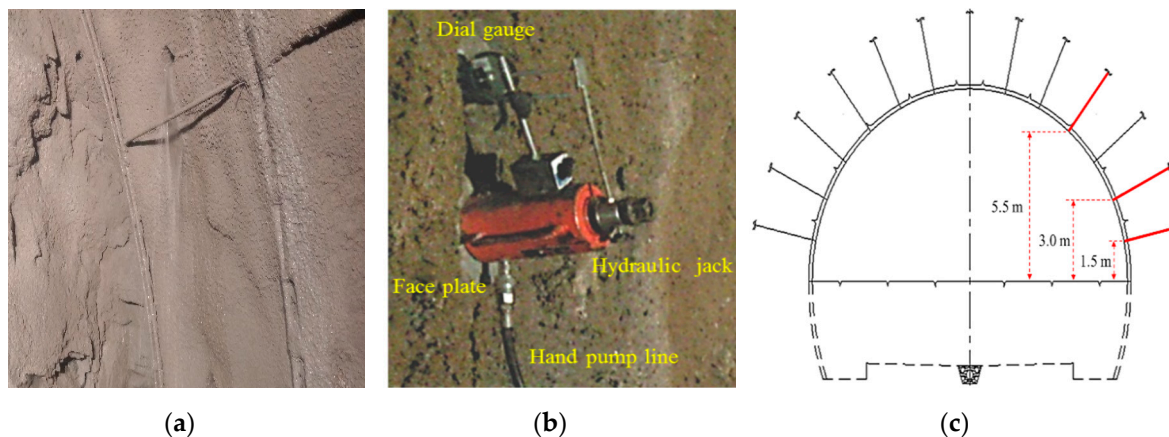 Dial gauge
Face plate
Hydraulic jack
Hand pump line
5.5 m
3.0 m
1.5 m
(a)
(b)
(c)